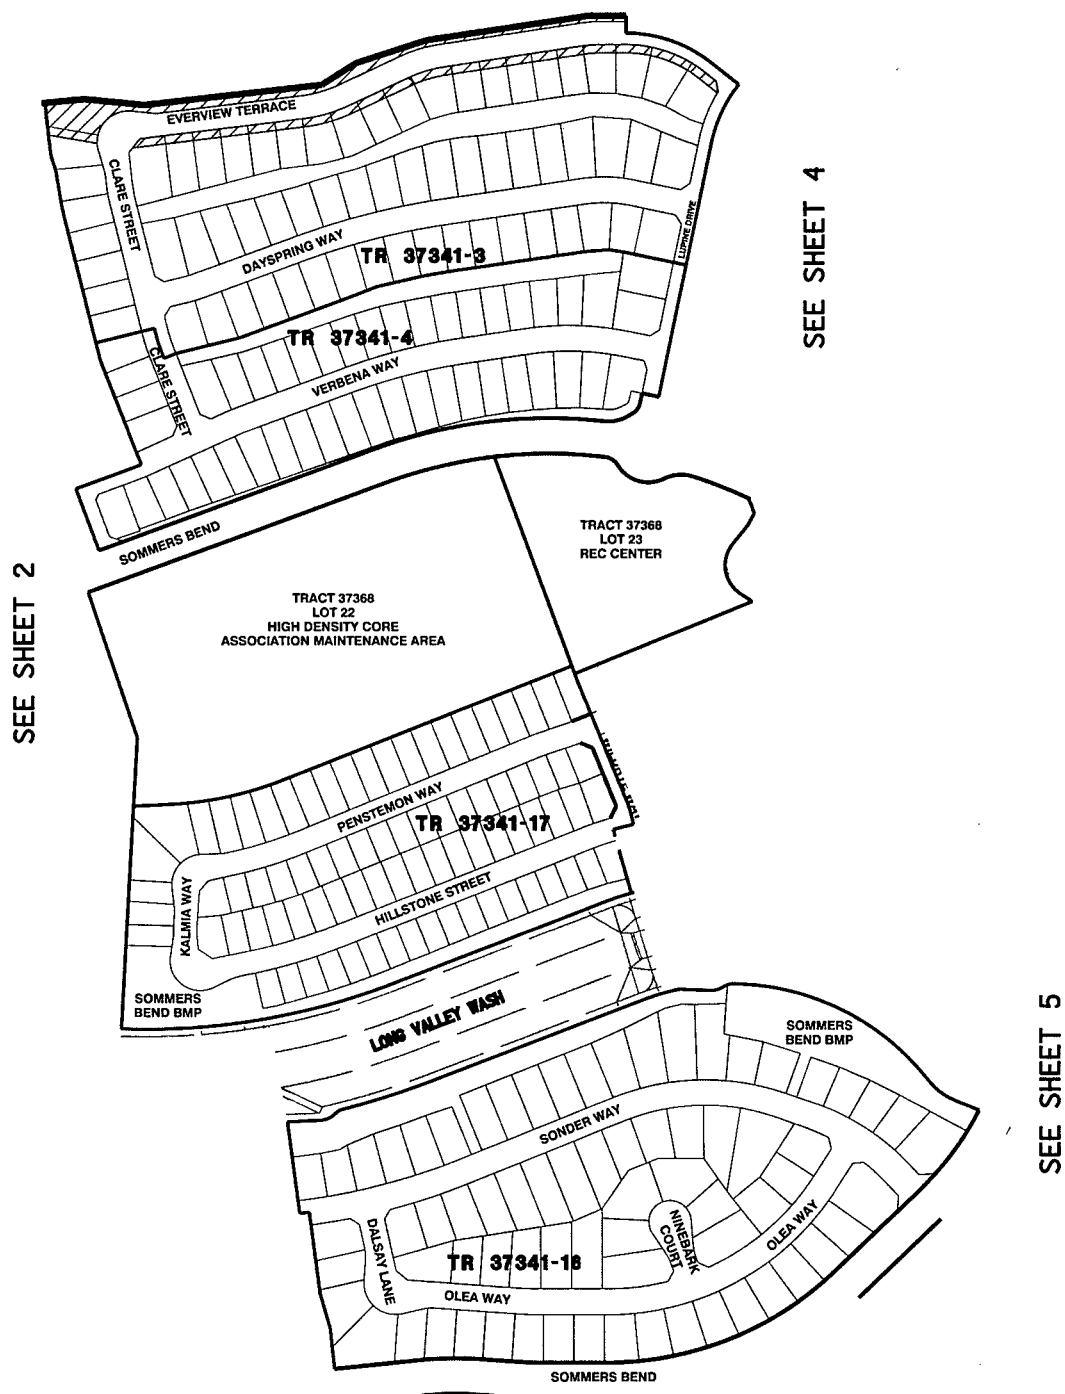 EVERVIEW TERRACE
CLARE STREET
SEE SHEET 4
LUPINE DRIVE
DAYSPRING WAY
TR 37341-3
TR 37341-4
CLARE STREET
VERBENA WAY
SOMMERS BEND
TRACT 37368
LOT 23
REC CENTER
SEE SHEET 2
TRACT 37368
LOT 22
HIGH DENSITY CORE
ASSOCIATION MAINTENANCE AREA
PENSTEMON WAY
TR 37341-17
KALMIA WAY
HILLSTONE STREET
SOMMERS
BEND BMP
LONG VALLEY WASH
SOMMERS
BEND BMP
SEE SHEET 5
SONDER WAY
DALSAY LANE
NINEBARK
COURT
OLEA WAY
TR 37341-18
OLEA WAY
SOMMERS BEND